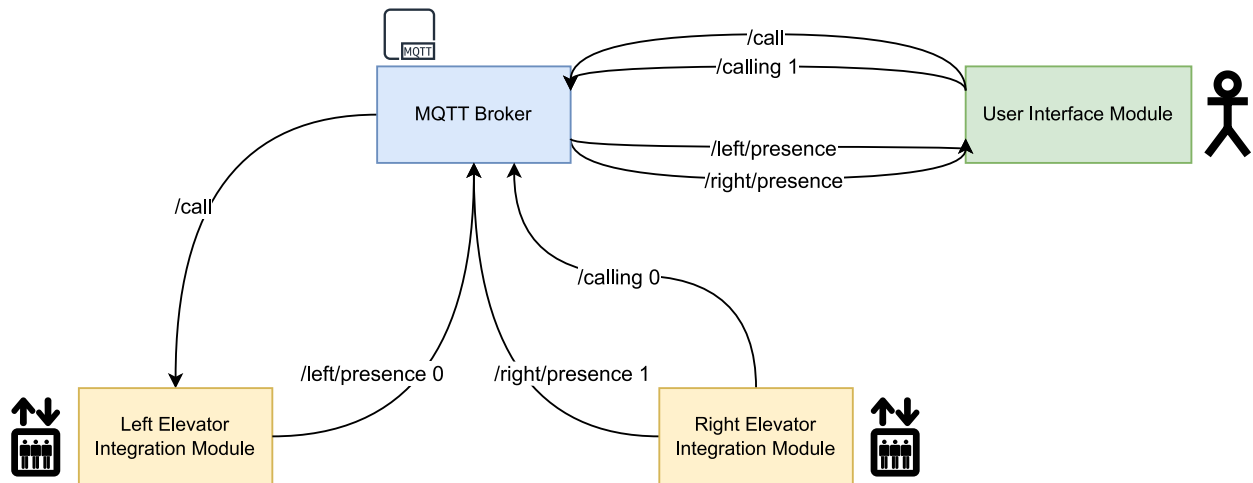 MQTT
/call
/calling 1
MQTT Broker
User Interface Module
/left/presence
/right/presence
/call
/calling 0
/left/presence 0
/right/presence 1
Left Elevator
Integration Module
Right Elevator
Integration Module